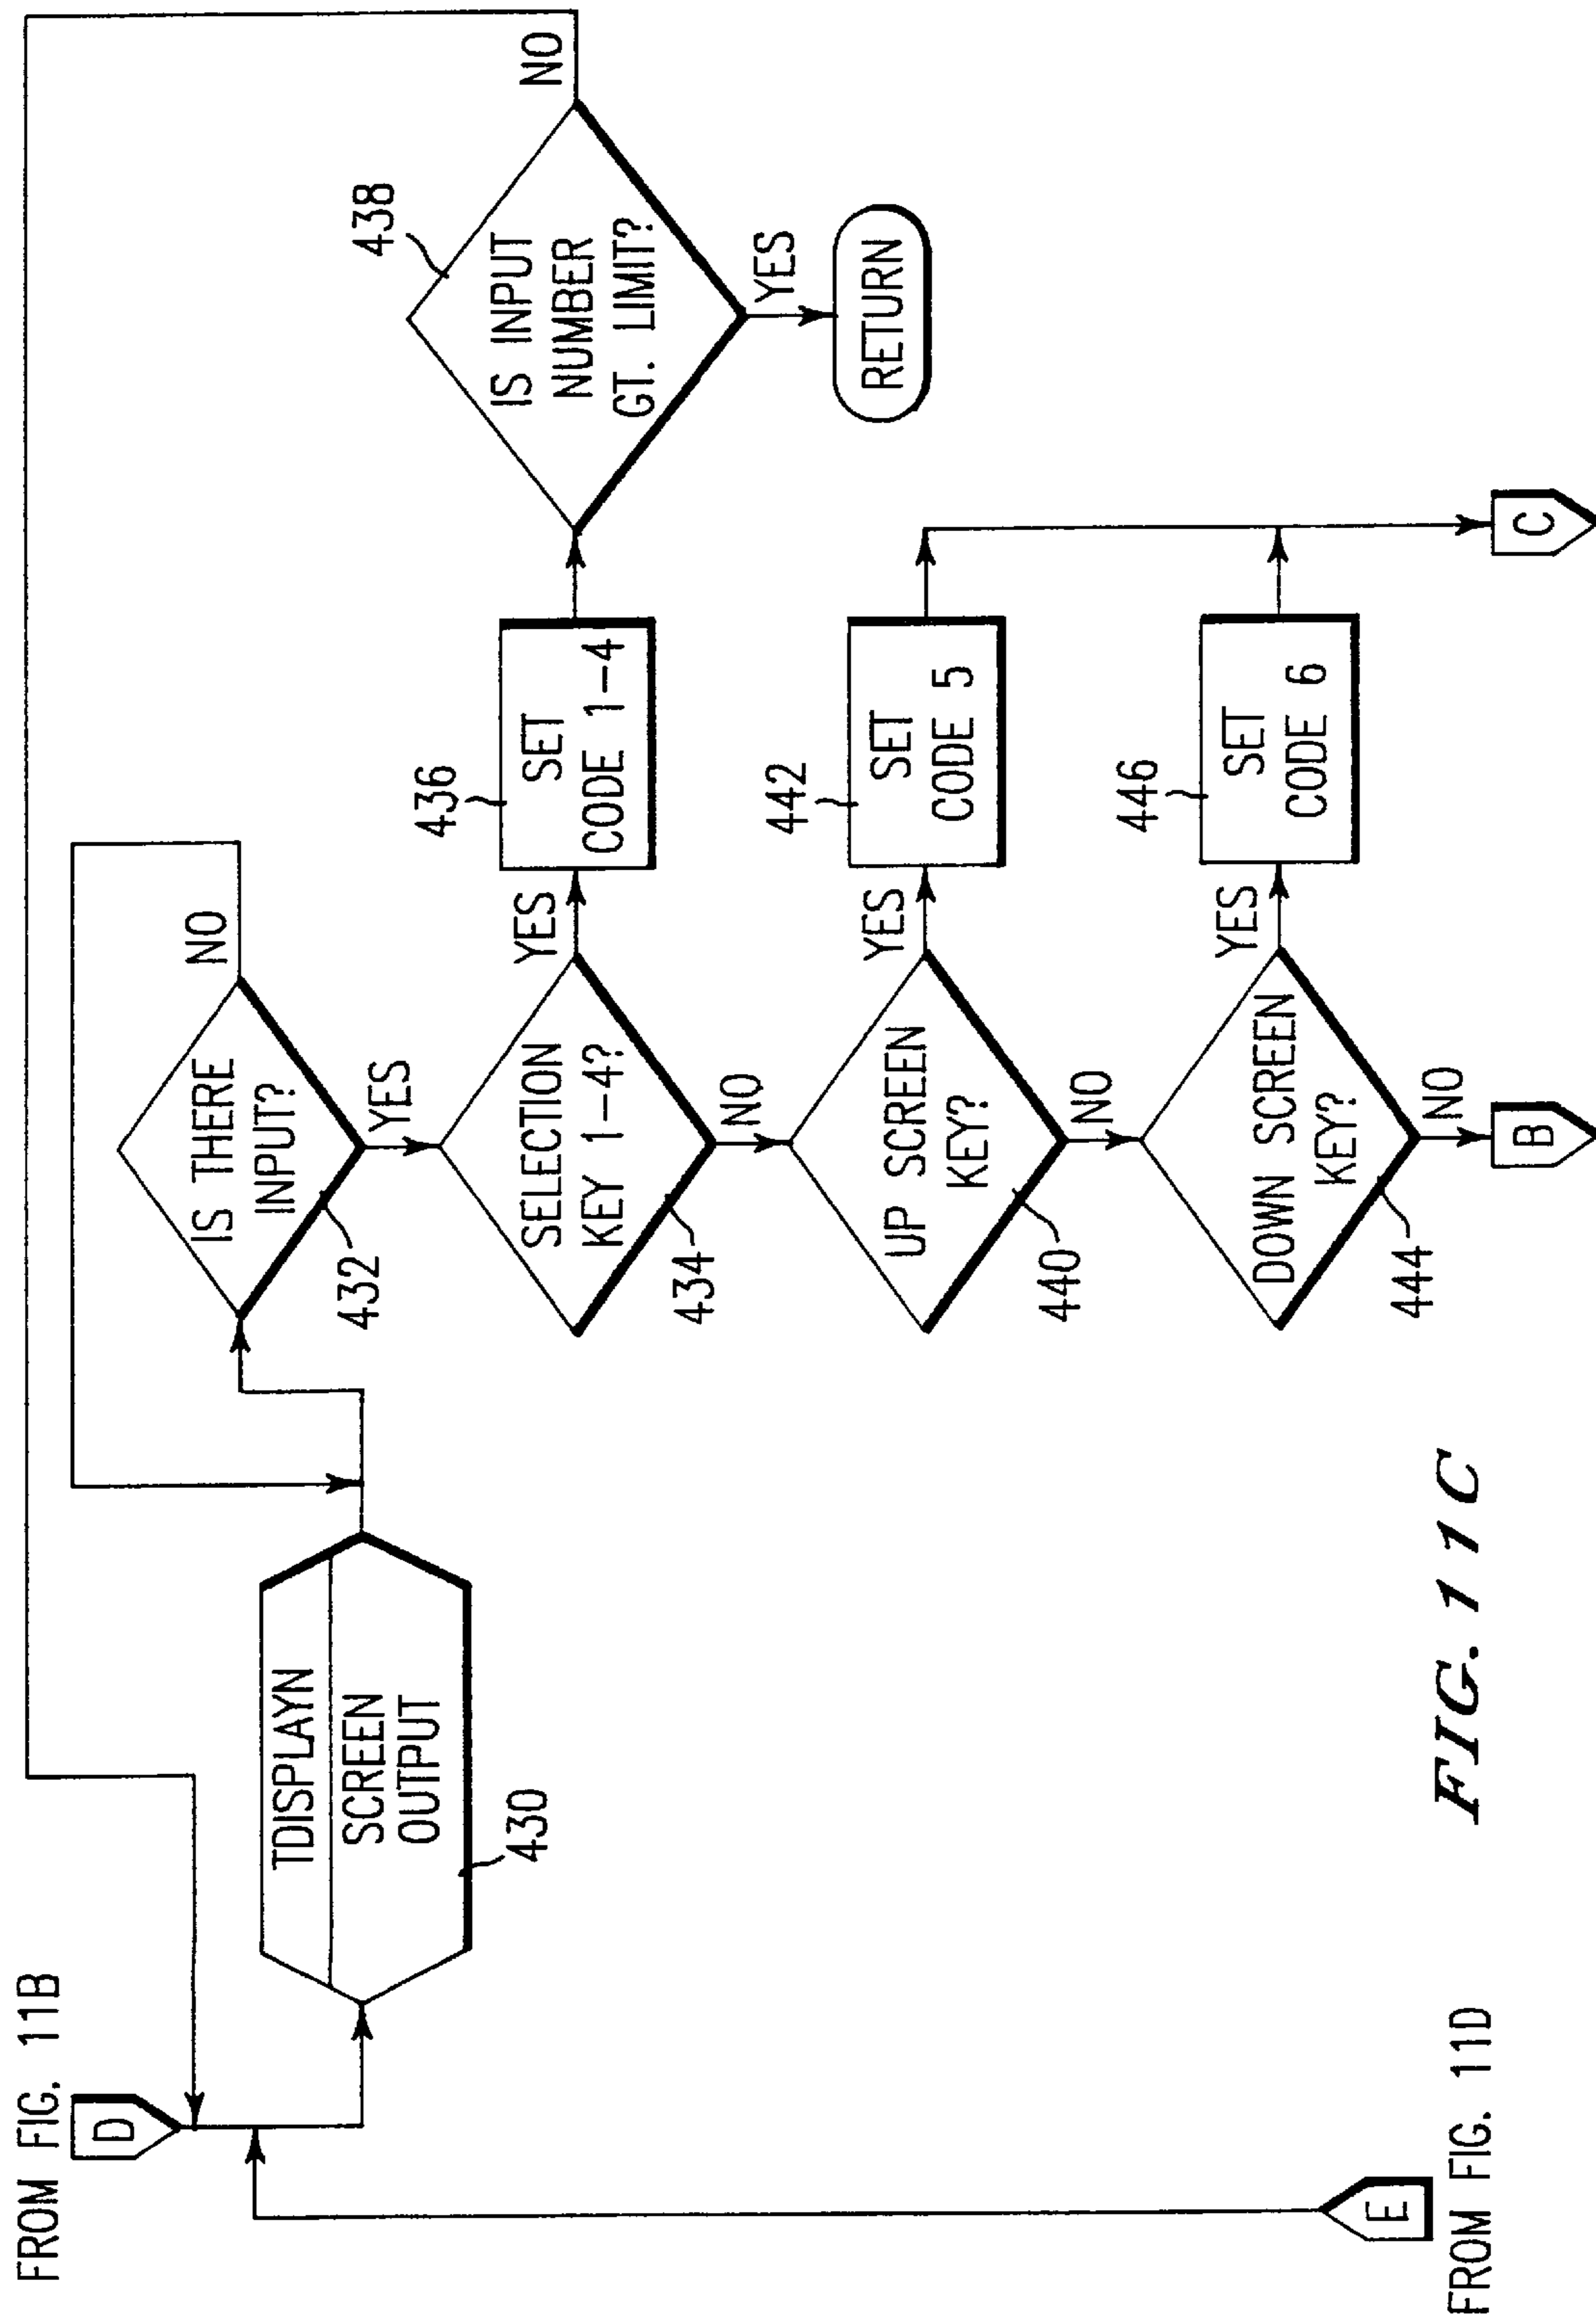 FROM FIG. 11B
D
TDISPLAYN
SCREEN
OUTPUT
430
IS THERE
INPUT?
432
NO
YES
SELECTION
KEY 1–4?
434
YES
NO
436
SET
CODE 1–4
438
IS INPUT
NUMBER
GT. LIMIT?
NO
YES
RETURN
UP SCREEN
KEY?
440
YES
NO
442
SET
CODE 5
DOWN SCREEN
KEY?
444
YES
NO
446
SET
CODE 6
B
C
E
FROM FIG. 11D
FIG. 11C